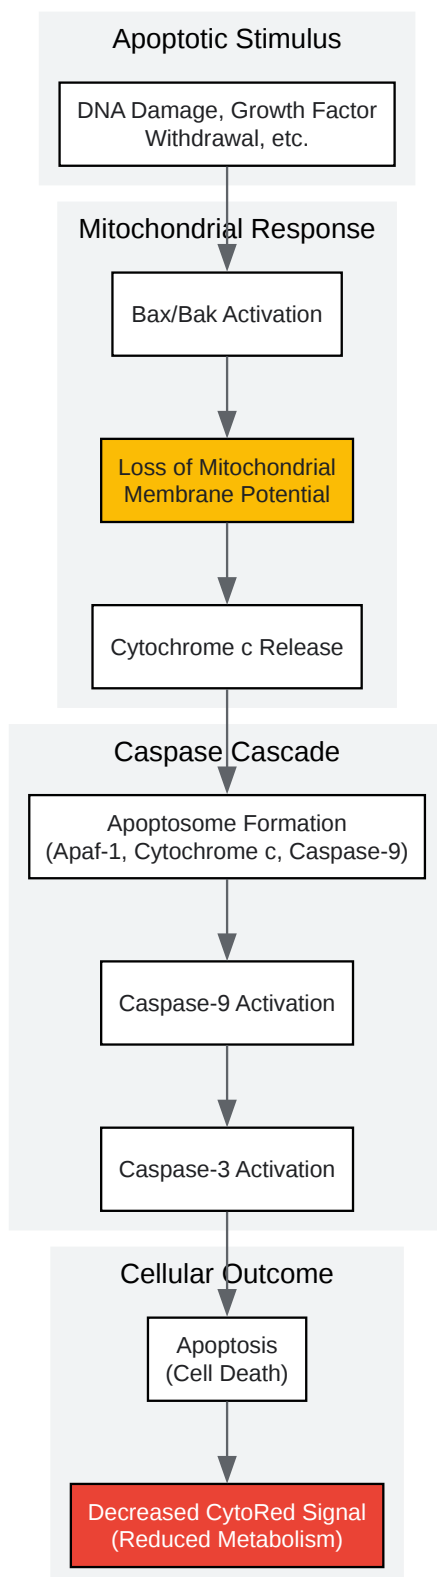 Apoptotic Stimulus
DNA Damage, Growth Factor
Withdrawal, etc.
Mitochondrial Response
Bax/Bak Activation
Loss of Mitochondrial
Membrane Potential
Cytochrome c Release
Caspase Cascade
Apoptosome Formation
(Apaf-1, Cytochrome c, Caspase-9)
Caspase-9 Activation
Caspase-3 Activation
Cellular Outcome
Apoptosis
(Cell Death)
Decreased CytoRed Signal
(Reduced Metabolism)